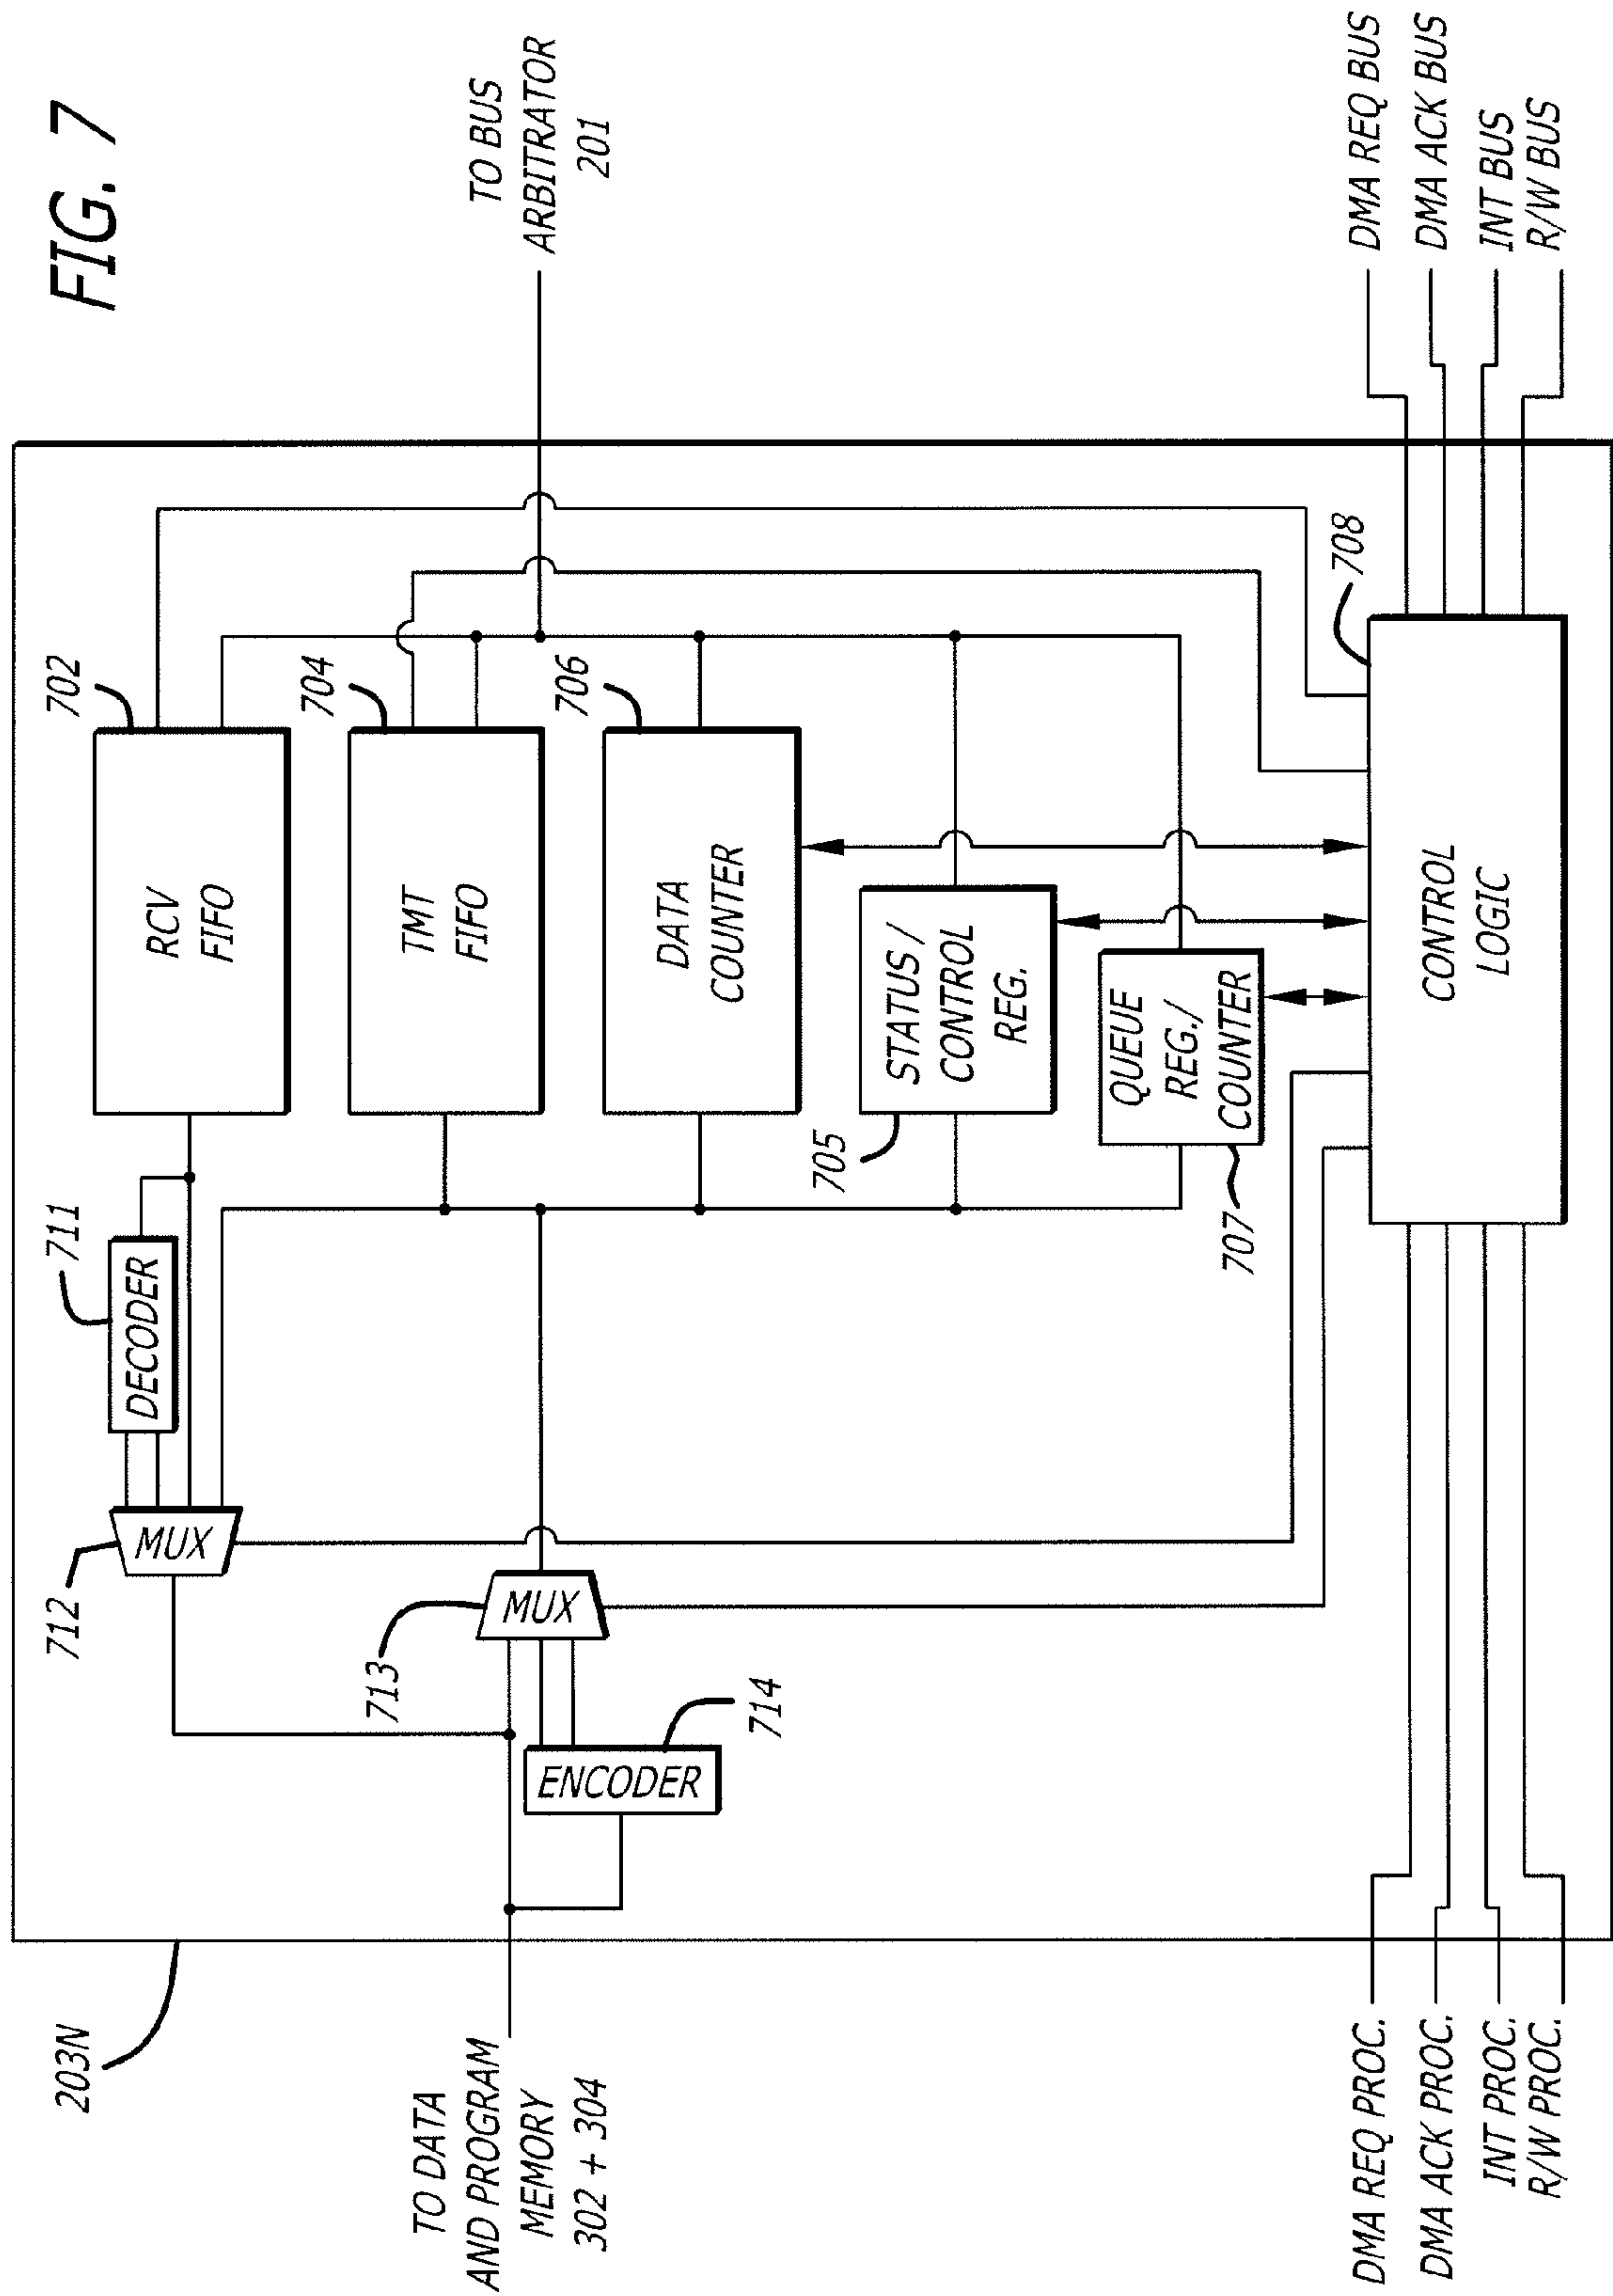 FIG. 7
203N
TO DATA
AND PROGRAM
MEMORY
302 + 304
TO BUS
ARBITRATOR
201
712
MUX
711
DECODER
702
RCV
FIFO
704
TMT
FIFO
713
MUX
714
ENCODER
706
DATA
COUNTER
705
STATUS /
CONTROL
REG.
707
QUEUE
REG./
COUNTER
708
CONTROL
LOGIC
DMA REQ PROC.
DMA ACK PROC.
INT PROC.
R/W PROC.
DMA REQ BUS
DMA ACK BUS
INT BUS
R/W BUS